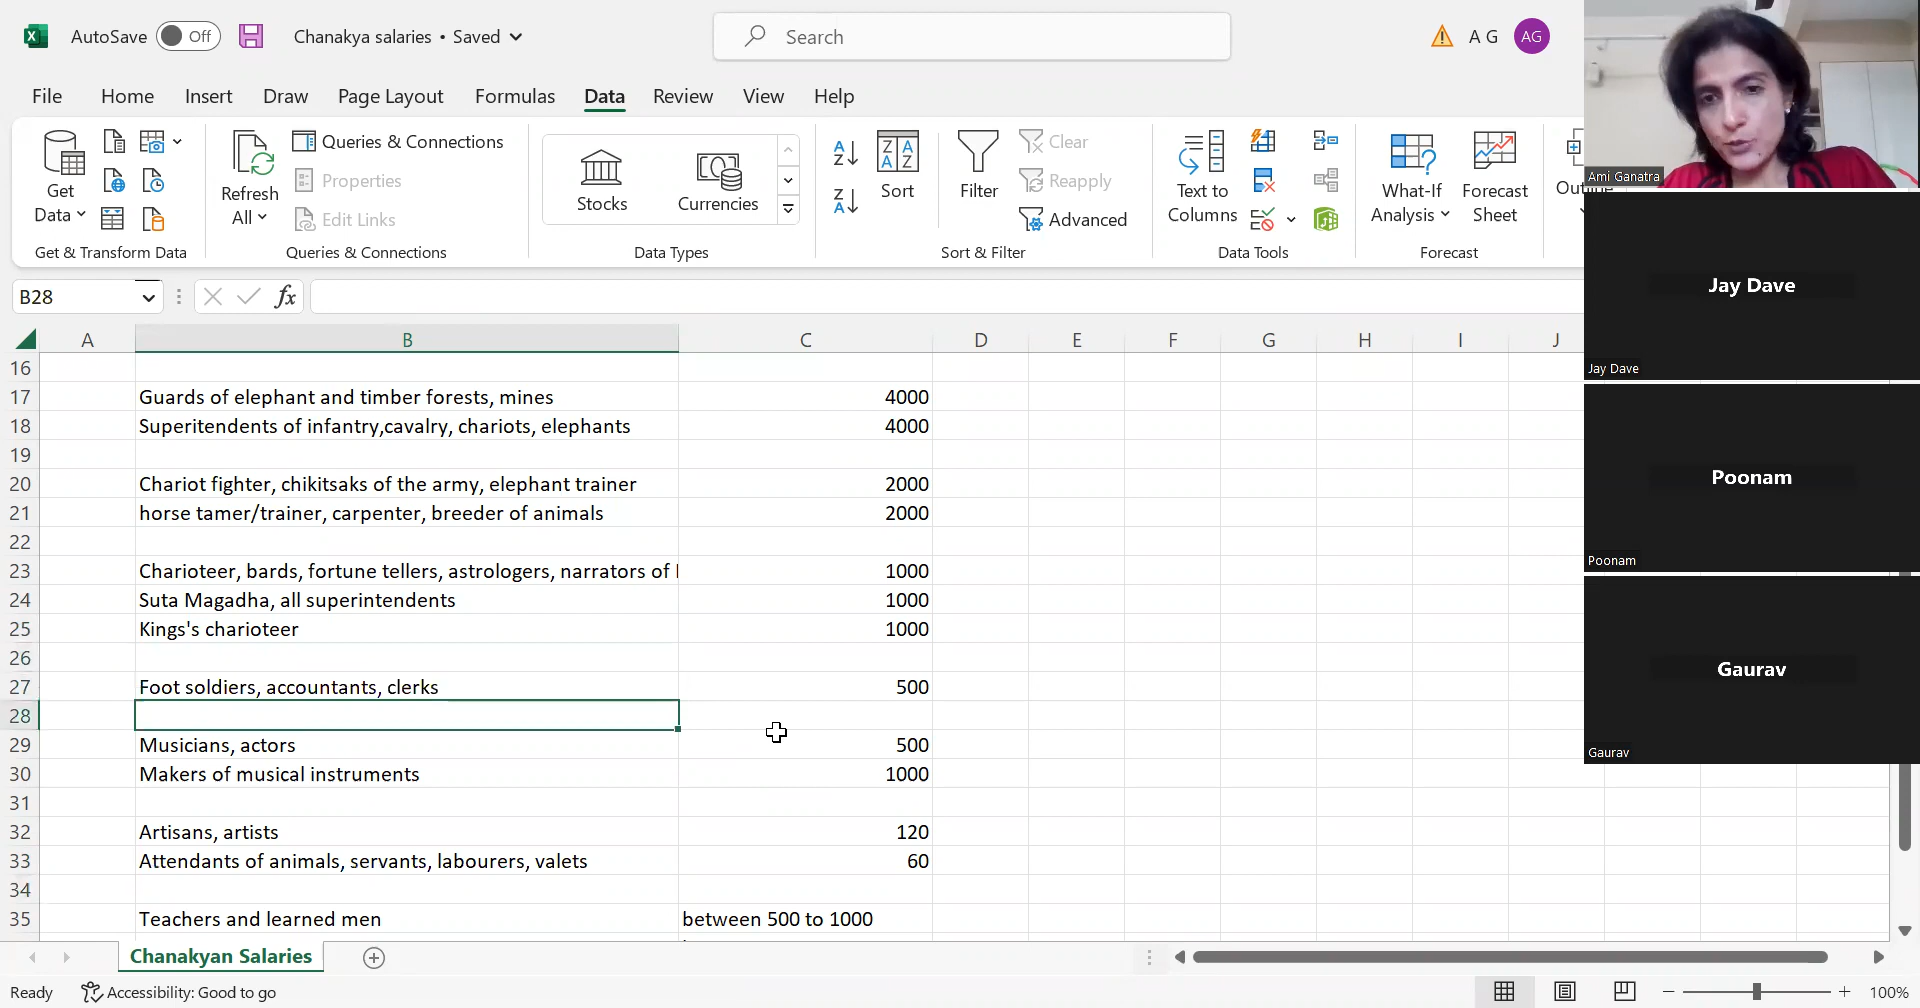 AutoSave Off Chanakya salaries • Saved Search A G AG
File Home Insert Draw Page Layout Formulas Data Review View Help
Get Data
Refresh All
Queries & Connections
Properties
Edit Links
Stocks Currencies
Sort
Filter
Clear
Reapply
Advanced
Text to Columns
What-If Analysis
Forecast Sheet
Get & Transform Data Queries & Connections Data Types Sort & Filter Data Tools Forecast
B28 fx
A B C D E F G H I J
16
17 Guards of elephant and timber forests, mines 4000
18 Superitendents of infantry,cavalry, chariots, elephants 4000
19
20 Chariot fighter, chikitsaks of the army, elephant trainer 2000
21 horse tamer/trainer, carpenter, breeder of animals 2000
22
23 Charioteer, bards, fortune tellers, astrologers, narrators of 1000
24 Suta Magadha, all superintendents 1000
25 Kings's charioteer 1000
26
27 Foot soldiers, accountants, clerks 500
28
29 Musicians, actors 500
30 Makers of musical instruments 1000
31
32 Artisans, artists 120
33 Attendants of animals, servants, labourers, valets 60
34
35 Teachers and learned men between 500 to 1000
Chanakyan Salaries
Ready Accessibility: Good to go 100%
Ami Ganatra
Jay Dave
Jay Dave
Poonam
Poonam
Gaurav
Gaurav